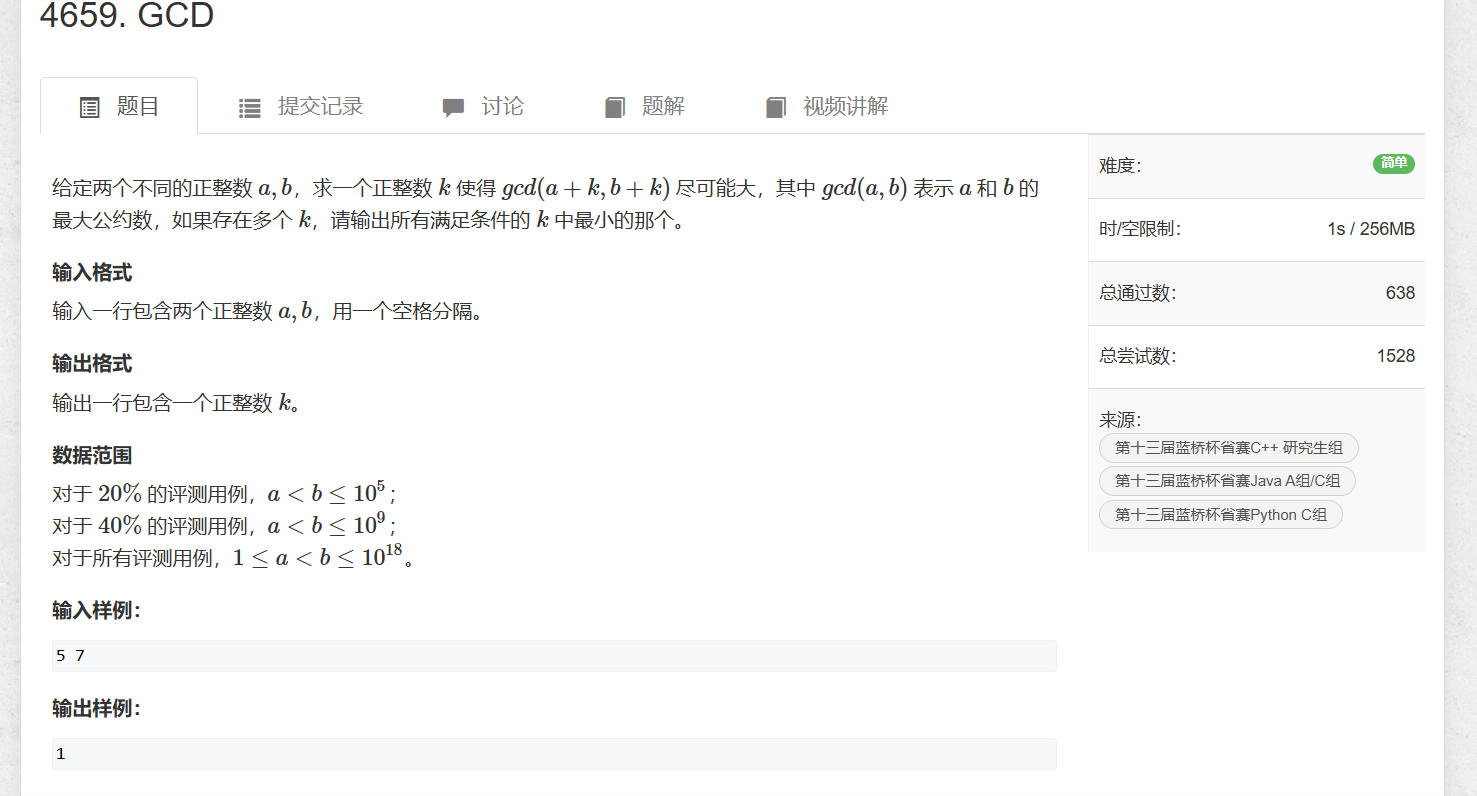 4659. GCD
题目 提交记录 讨论 题解 视频讲解
给定两个不同的正整数 a, b，求一个正整数 k 使得 gcd(a + k, b + k) 尽可能大，其中 gcd(a, b) 表示 a 和 b 的
最大公约数，如果存在多个 k，请输出所有满足条件的 k 中最小的那个。
输入格式
输入一行包含两个正整数 a, b，用一个空格分隔。
输出格式
输出一行包含一个正整数 k。
数据范围
对于 20% 的评测用例，a < b ≤ 10^5；
对于 40% 的评测用例，a < b ≤ 10^9；
对于所有评测用例，1 ≤ a < b ≤ 10^18。
输入样例：
5 7
输出样例：
1
难度： 简单
时/空限制： 1s / 256MB
总通过数： 638
总尝试数： 1528
来源：
第十三届蓝桥杯省赛C++ 研究生组
第十三届蓝桥杯省赛Java A组/C组
第十三届蓝桥杯省赛Python C组